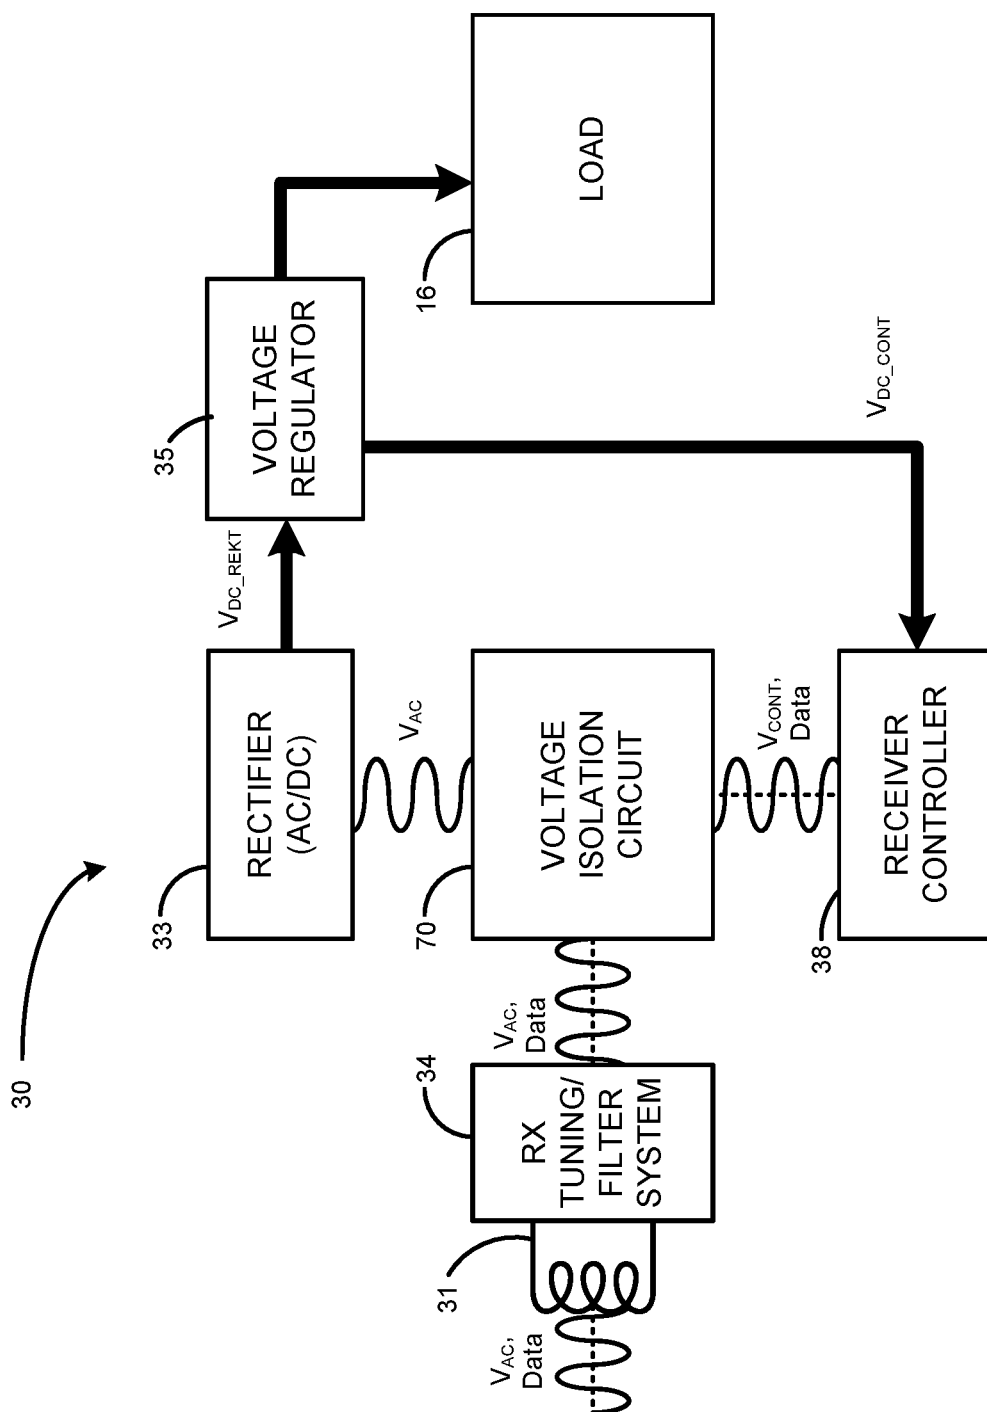 30
33
RECTIFIER
(AC/DC)
V_DC_REKT
35
VOLTAGE
REGULATOR
V_AC
V_AC,
Data
31
34
RX
TUNING/
FILTER
SYSTEM
V_AC,
Data
70
VOLTAGE
ISOLATION
CIRCUIT
16
LOAD
V_CONT,
Data
V_DC_CONT
38
RECEIVER
CONTROLLER